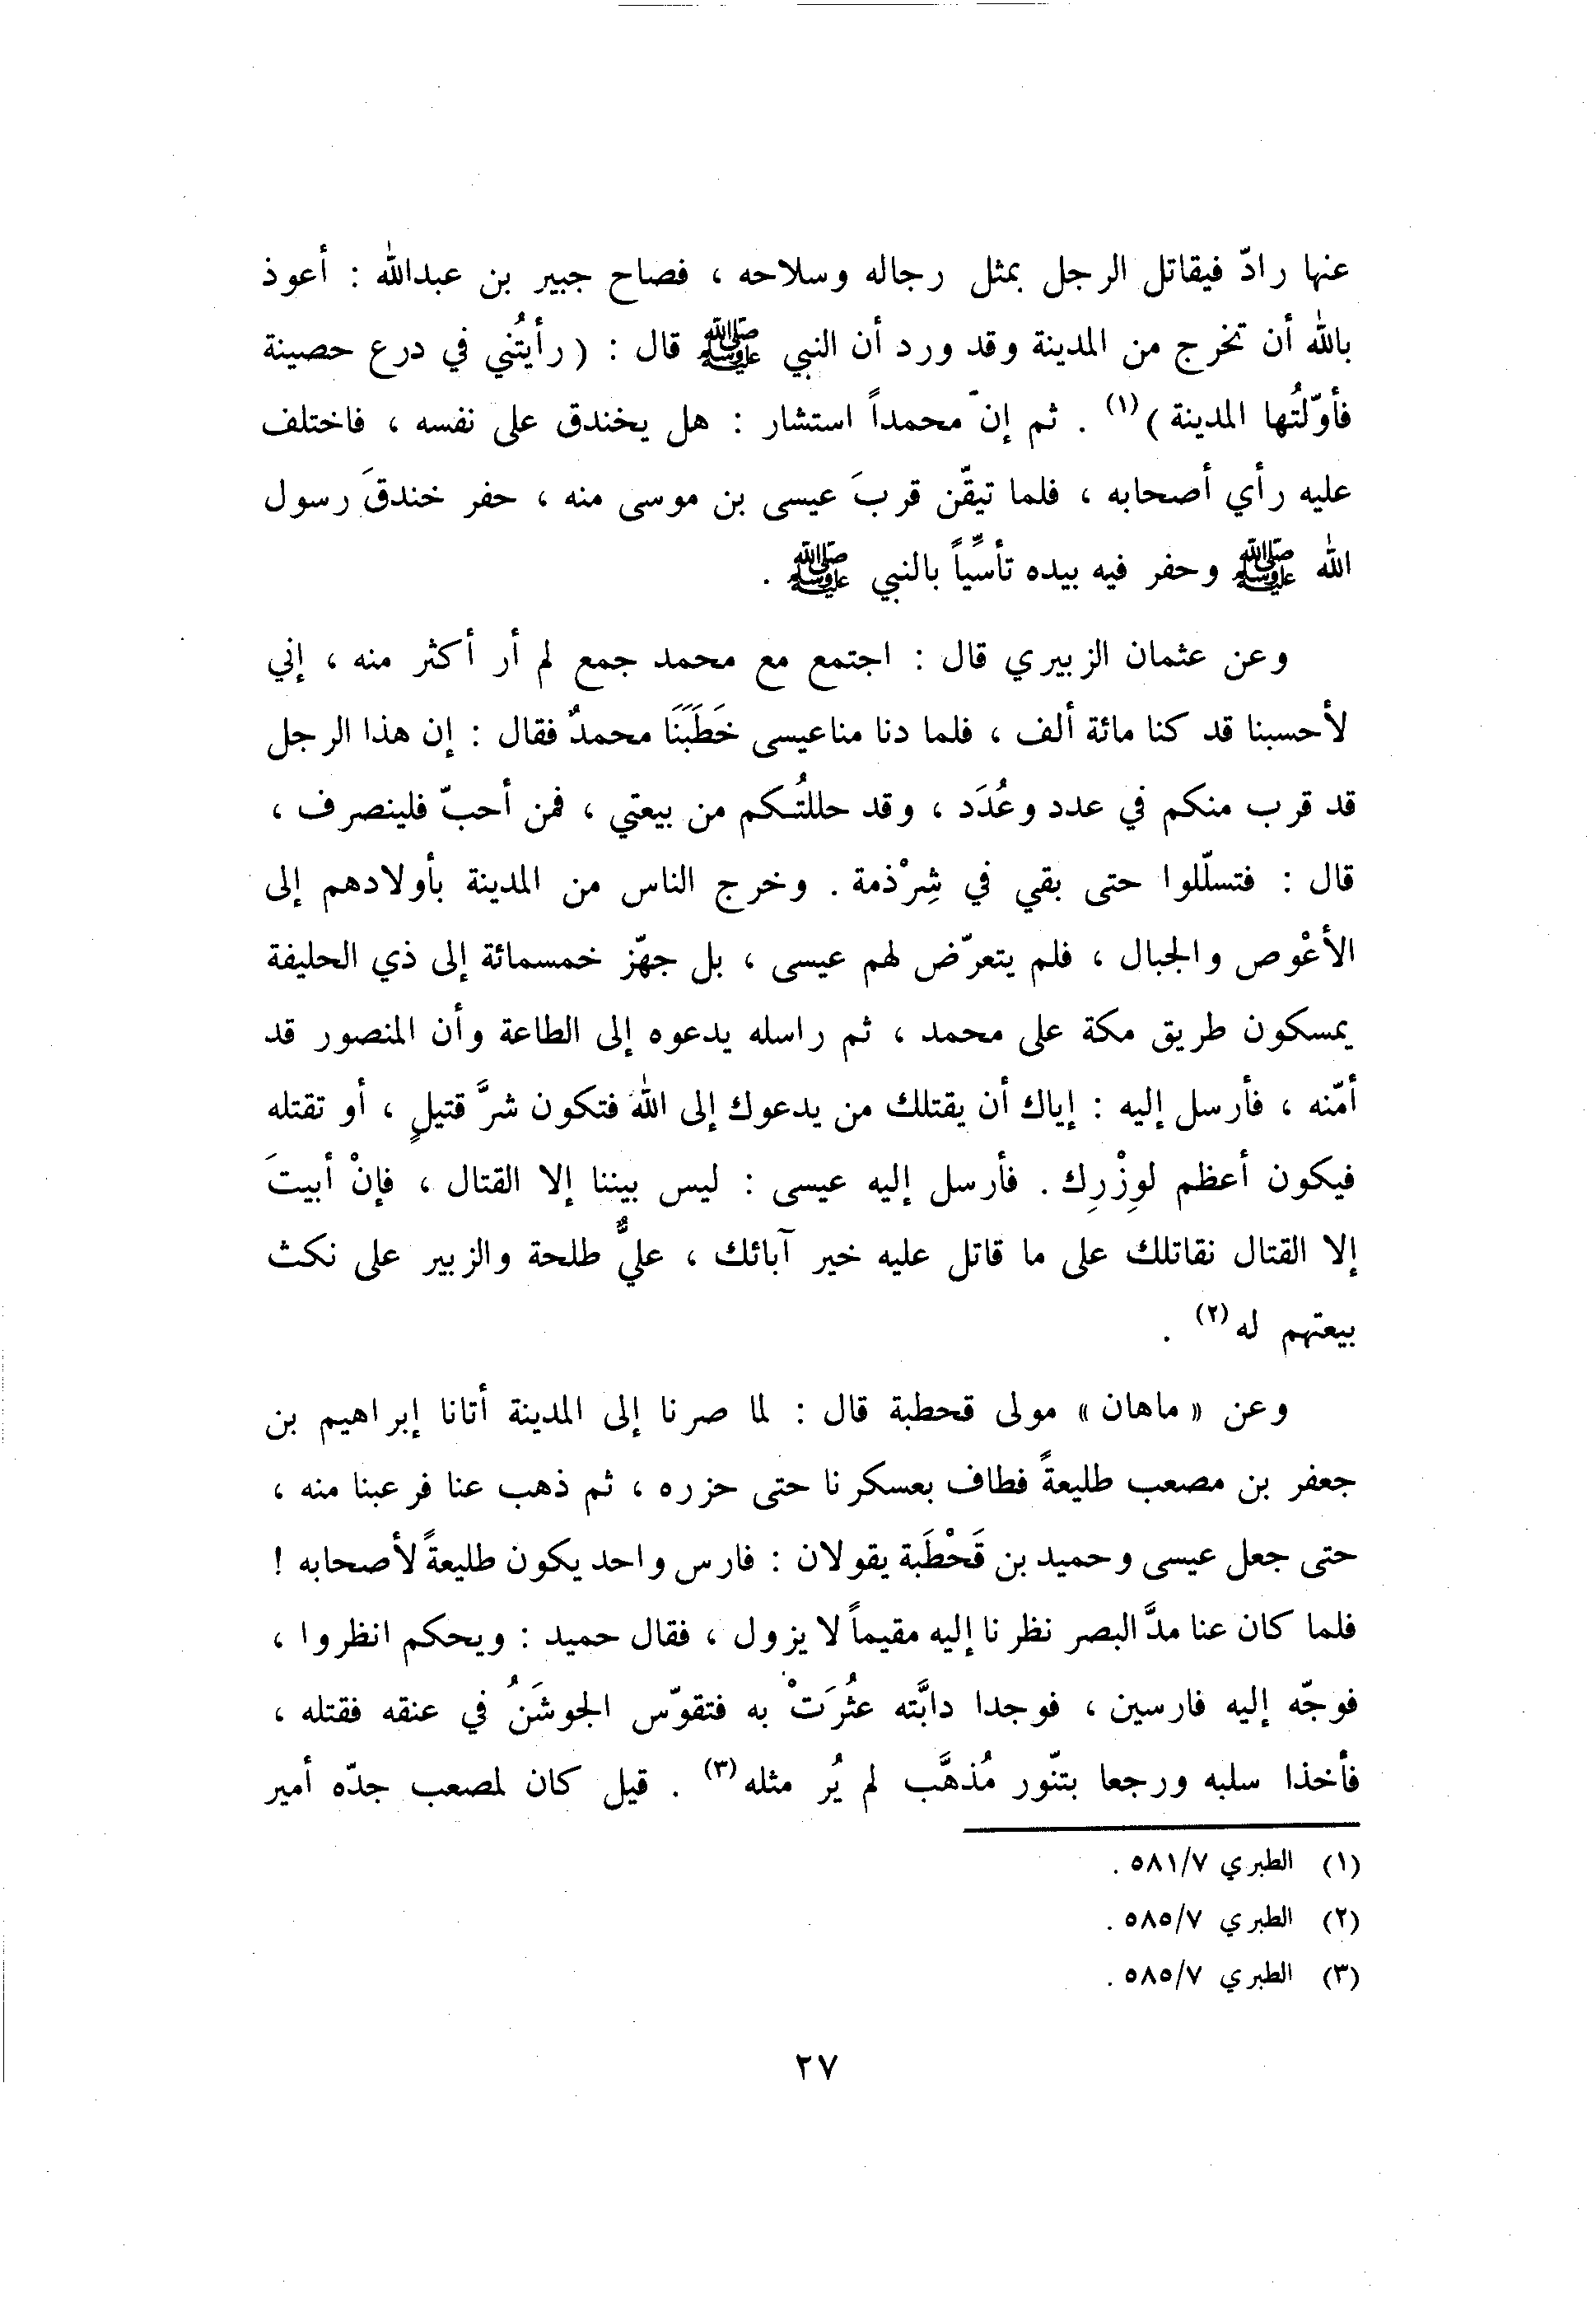 عنها رادّ فيقاتل الرجل بمثل رجاله وسلاحه ، فصاح جبير بن عبدالله : أعوذ
بالله أن تخرج من المدينة وقد ورد أن النبي ﷺ قال : ( رأيتُني في درع حصينة
فأوّلتُها المدينة )(١) . ثم إنّ محمداً استشار : هل يخندق على نفسه ، فاختلف
عليه رأي أصحابه ، فلما تيقّن قربَ عيسى بن موسى منه ، حفر خندقَ رسول
الله ﷺ وحفر فيه بيده تأسّياً بالنبي ﷺ .
وعن عثمان الزبيري قال : اجتمع مع محمد جمع لم أر أكثر منه ، إني
لأحسبنا قد كنا مائة ألف ، فلما دنا منا عيسى خَطَبَنَا محمدٌ فقال : إن هذا الرجل
قد قرب منكم في عدد وعُدَد ، وقد حللتُكم من بيعتي ، فمن أحبّ فلينصرف ،
قال : فتسلّلوا حتى بقي في شِرْذمة . وخرج الناس من المدينة بأولادهم إلى
الأعْوص والجبال ، فلم يتعرّض لهم عيسى ، بل جهّز خمسمائة إلى ذي الحليفة
يمسكون طريق مكة على محمد ، ثم راسله يدعوه إلى الطاعة وأن المنصور قد
أمّنه ، فأرسل إليه : إياك أن يقتلك من يدعوك إلى الله فتكون شرَّ قتيلٍ ، أو تقتله
فيكون أعظم لوِزْرِك . فأرسل إليه عيسى : ليس بيننا إلا القتال ، فإنْ أبيتَ
إلا القتال نقاتلك على ما قاتل عليه خير آبائك ، عليٌّ طلحة والزبير على نكث
بيعتهم له(٢) .
وعن « ماهان » مولى قحطبة قال : لما صرنا إلى المدينة أتانا إبراهيم بن
جعفر بن مصعب طليعةً فطاف بعسكرنا حتى حزره ، ثم ذهب عنا فرعبنا منه ،
حتى جعل عيسى وحميد بن قَحْطَبة يقولان : فارس واحد يكون طليعةً لأصحابه !
فلما كان عنا مدَّ البصر نظرنا إليه مقيماً لا يزول ، فقال حميد : ويحكم انظروا ،
فوجّه إليه فارسين ، فوجدا دابَّته عثُرَتْ به فتقوّس الجوشَنُ في عنقه فقتله ،
فأخذا سلبه ورجعا بتنّور مُذهَّب لم يُر مثله(٣) . قيل كان لمصعب جدّه أمير
(١) الطبري ٥٨١/٧ .
(٢) الطبري ٥٨٥/٧ .
(٣) الطبري ٥٨٥/٧ .
٢٧